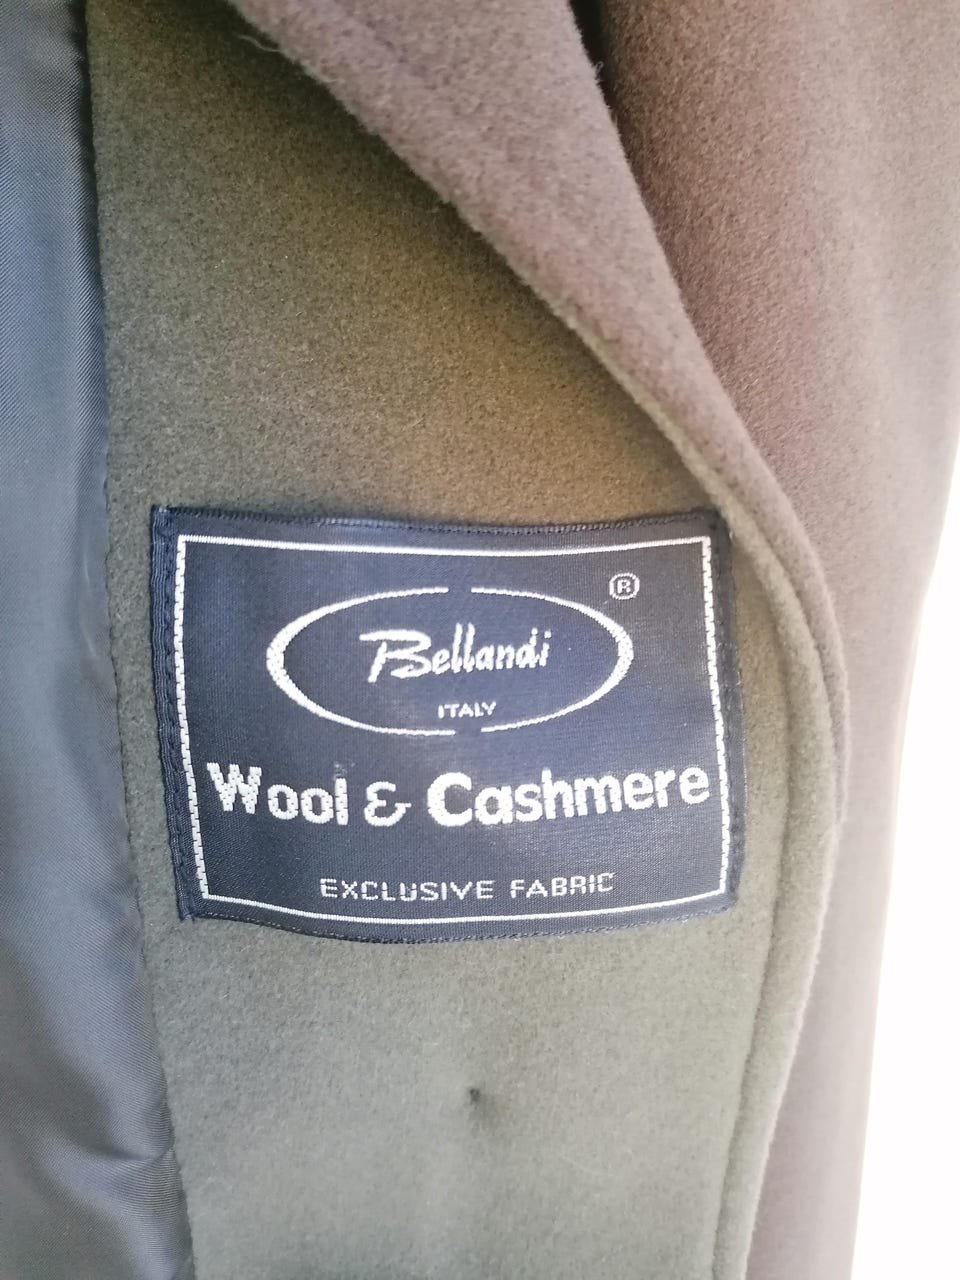 ®
Bellandi
ITALY
Wool & Cashmere
EXCLUSIVE FABRIC